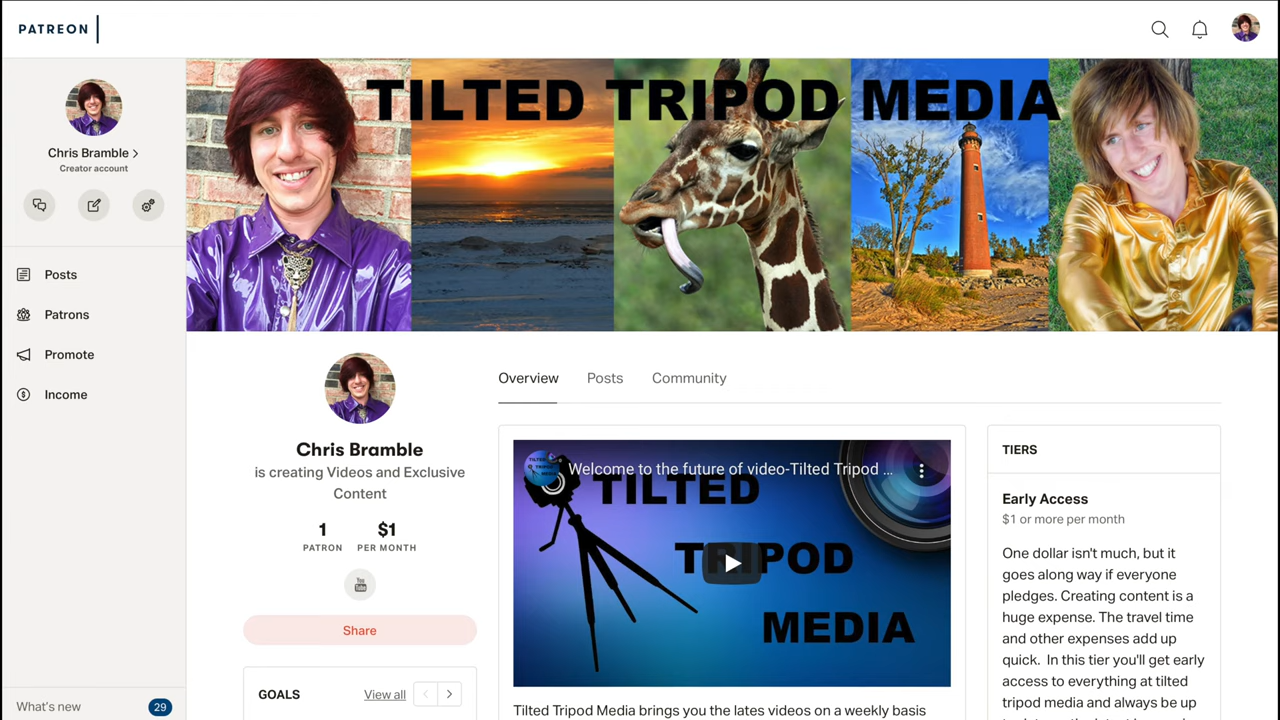 PATREON
TILTED TRIPOD MEDIA
Chris Bramble
Creator account
Posts
Patrons
Promote
Income
What's new
29
Chris Bramble
is creating Videos and Exclusive
Content
1
PATRON
$1
PER MONTH
You
Tube
Share
GOALS
View all
Overview
Posts
Community
TILTED
TRIPOD
MEDIA
Welcome to the future of video-Tilted Tripod ...
TILTED
TRIPOD
MEDIA
Tilted Tripod Media brings you the lates videos on a weekly basis
TIERS
Early Access
$1 or more per month
One dollar isn't much, but it
goes along way if everyone
pledges. Creating content is a
huge expense. The travel time
and other expenses add up
quick. In this tier you'll get early
access to everything at tilted
tripod media and always be up